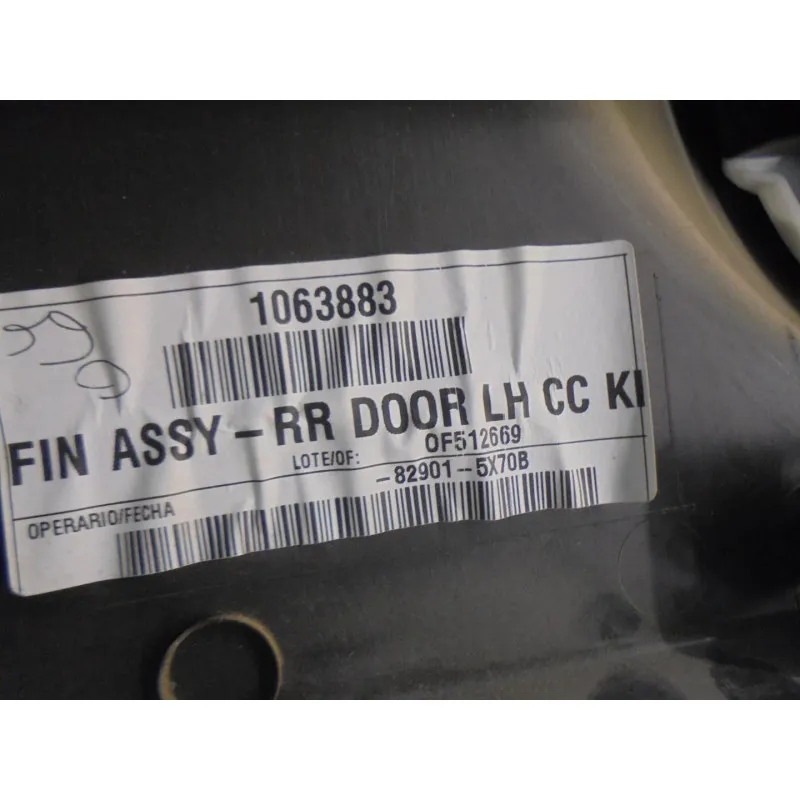 1063883
FIN ASSY-RR DOOR LH CC KI
LOTE/OF: OF512669
-82901-5X70B
OPERARIO/FECHA